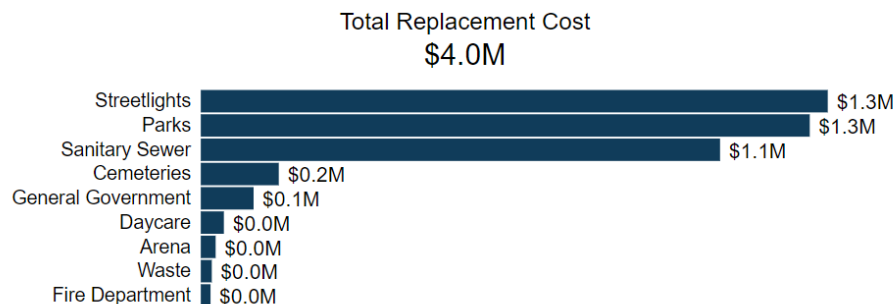 Total Replacement Cost
$4.0M
Streetlights $1.3M
Parks $1.3M
Sanitary Sewer $1.1M
Cemeteries $0.2M
General Government $0.1M
Daycare $0.0M
Arena $0.0M
Waste $0.0M
Fire Department $0.0M